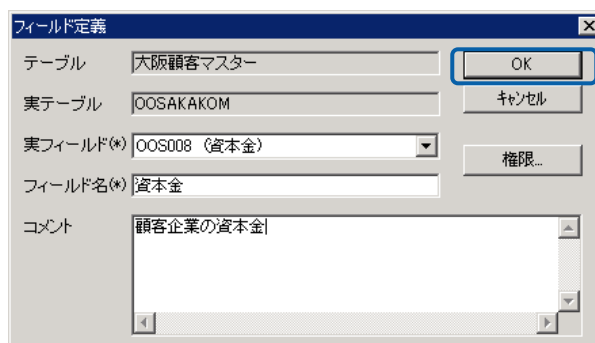 フィールド定義
テーブル 大阪顧客マスター OK
実テーブル OOSAKAKOM キャンセル
実フィールド(*) OOS008 （資本金）
権限...
フィールド名(*) 資本金
コメント 顧客企業の資本金